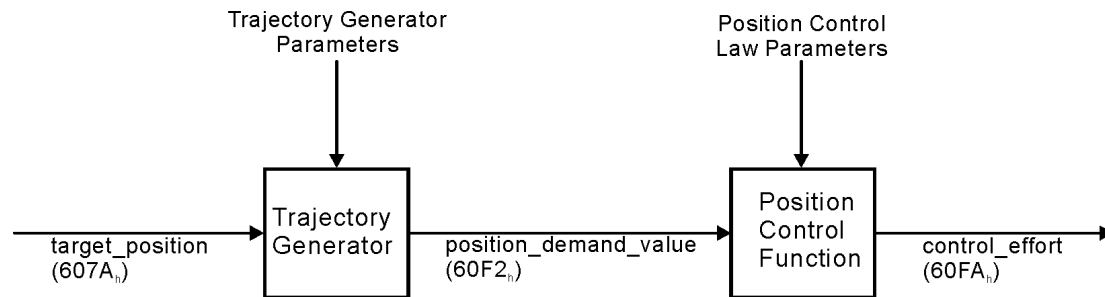 Trajectory Generator
Parameters
Position Control
Law Parameters
Trajectory
Generator
Position
Control
Function
target_position
(607Ah)
position_demand_value
(60F2h)
control_effort
(60FAh)